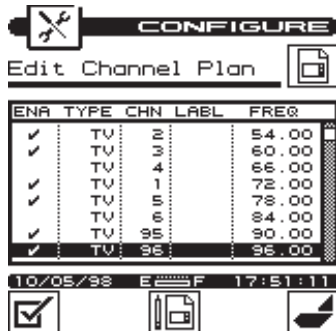 CONFIGURE
Edit Channel Plan
ENA TYPE CHN LABL FREQ
✓ TV 2 54.00
✓ TV 3 60.00
TV 4 66.00
✓ TV 1 72.00
✓ TV 5 78.00
TV 6 84.00
✓ TV 95 90.00
✓ TV 96 96.00
10/05/98 E F 17:51:11